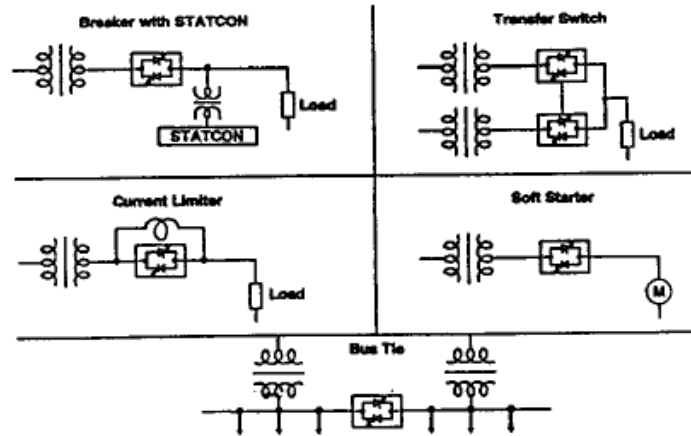 Breaker with STATCON
Load
STATCON
Transfer Switch
Load
Current Limiter
Load
Soft Starter
M
Bus Tie